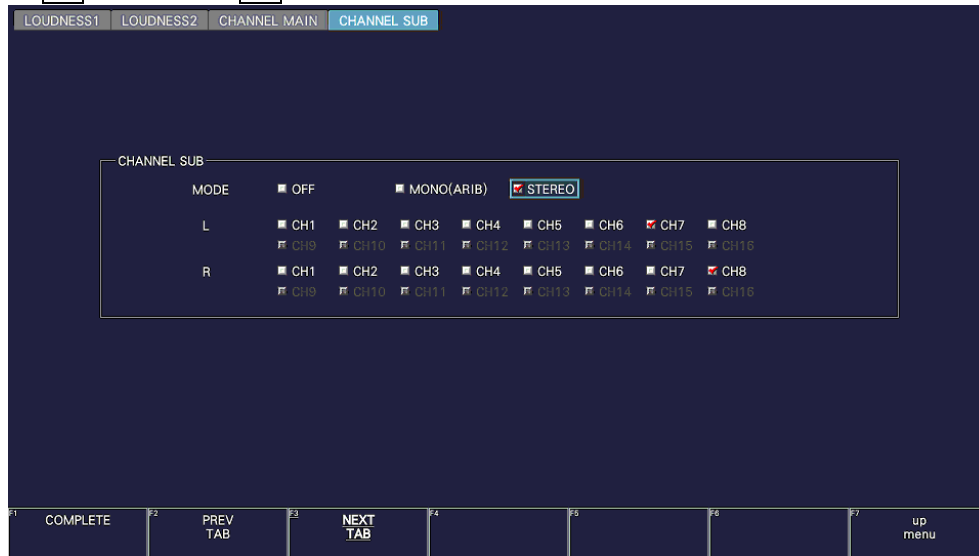 LOUDNESS1 LOUDNESS2 CHANNEL MAIN CHANNEL SUB
CHANNEL SUB
MODE OFF MONO(ARIB) STEREO
L CH1 CH2 CH3 CH4 CH5 CH6 CH7 CH8
CH9 CH10 CH11 CH12 CH13 CH14 CH15 CH16
R CH1 CH2 CH3 CH4 CH5 CH6 CH7 CH8
CH9 CH10 CH11 CH12 CH13 CH14 CH15 CH16
F1 COMPLETE F2 PREV F3 NEXT F4 F5 F6 F7 up
TAB TAB menu